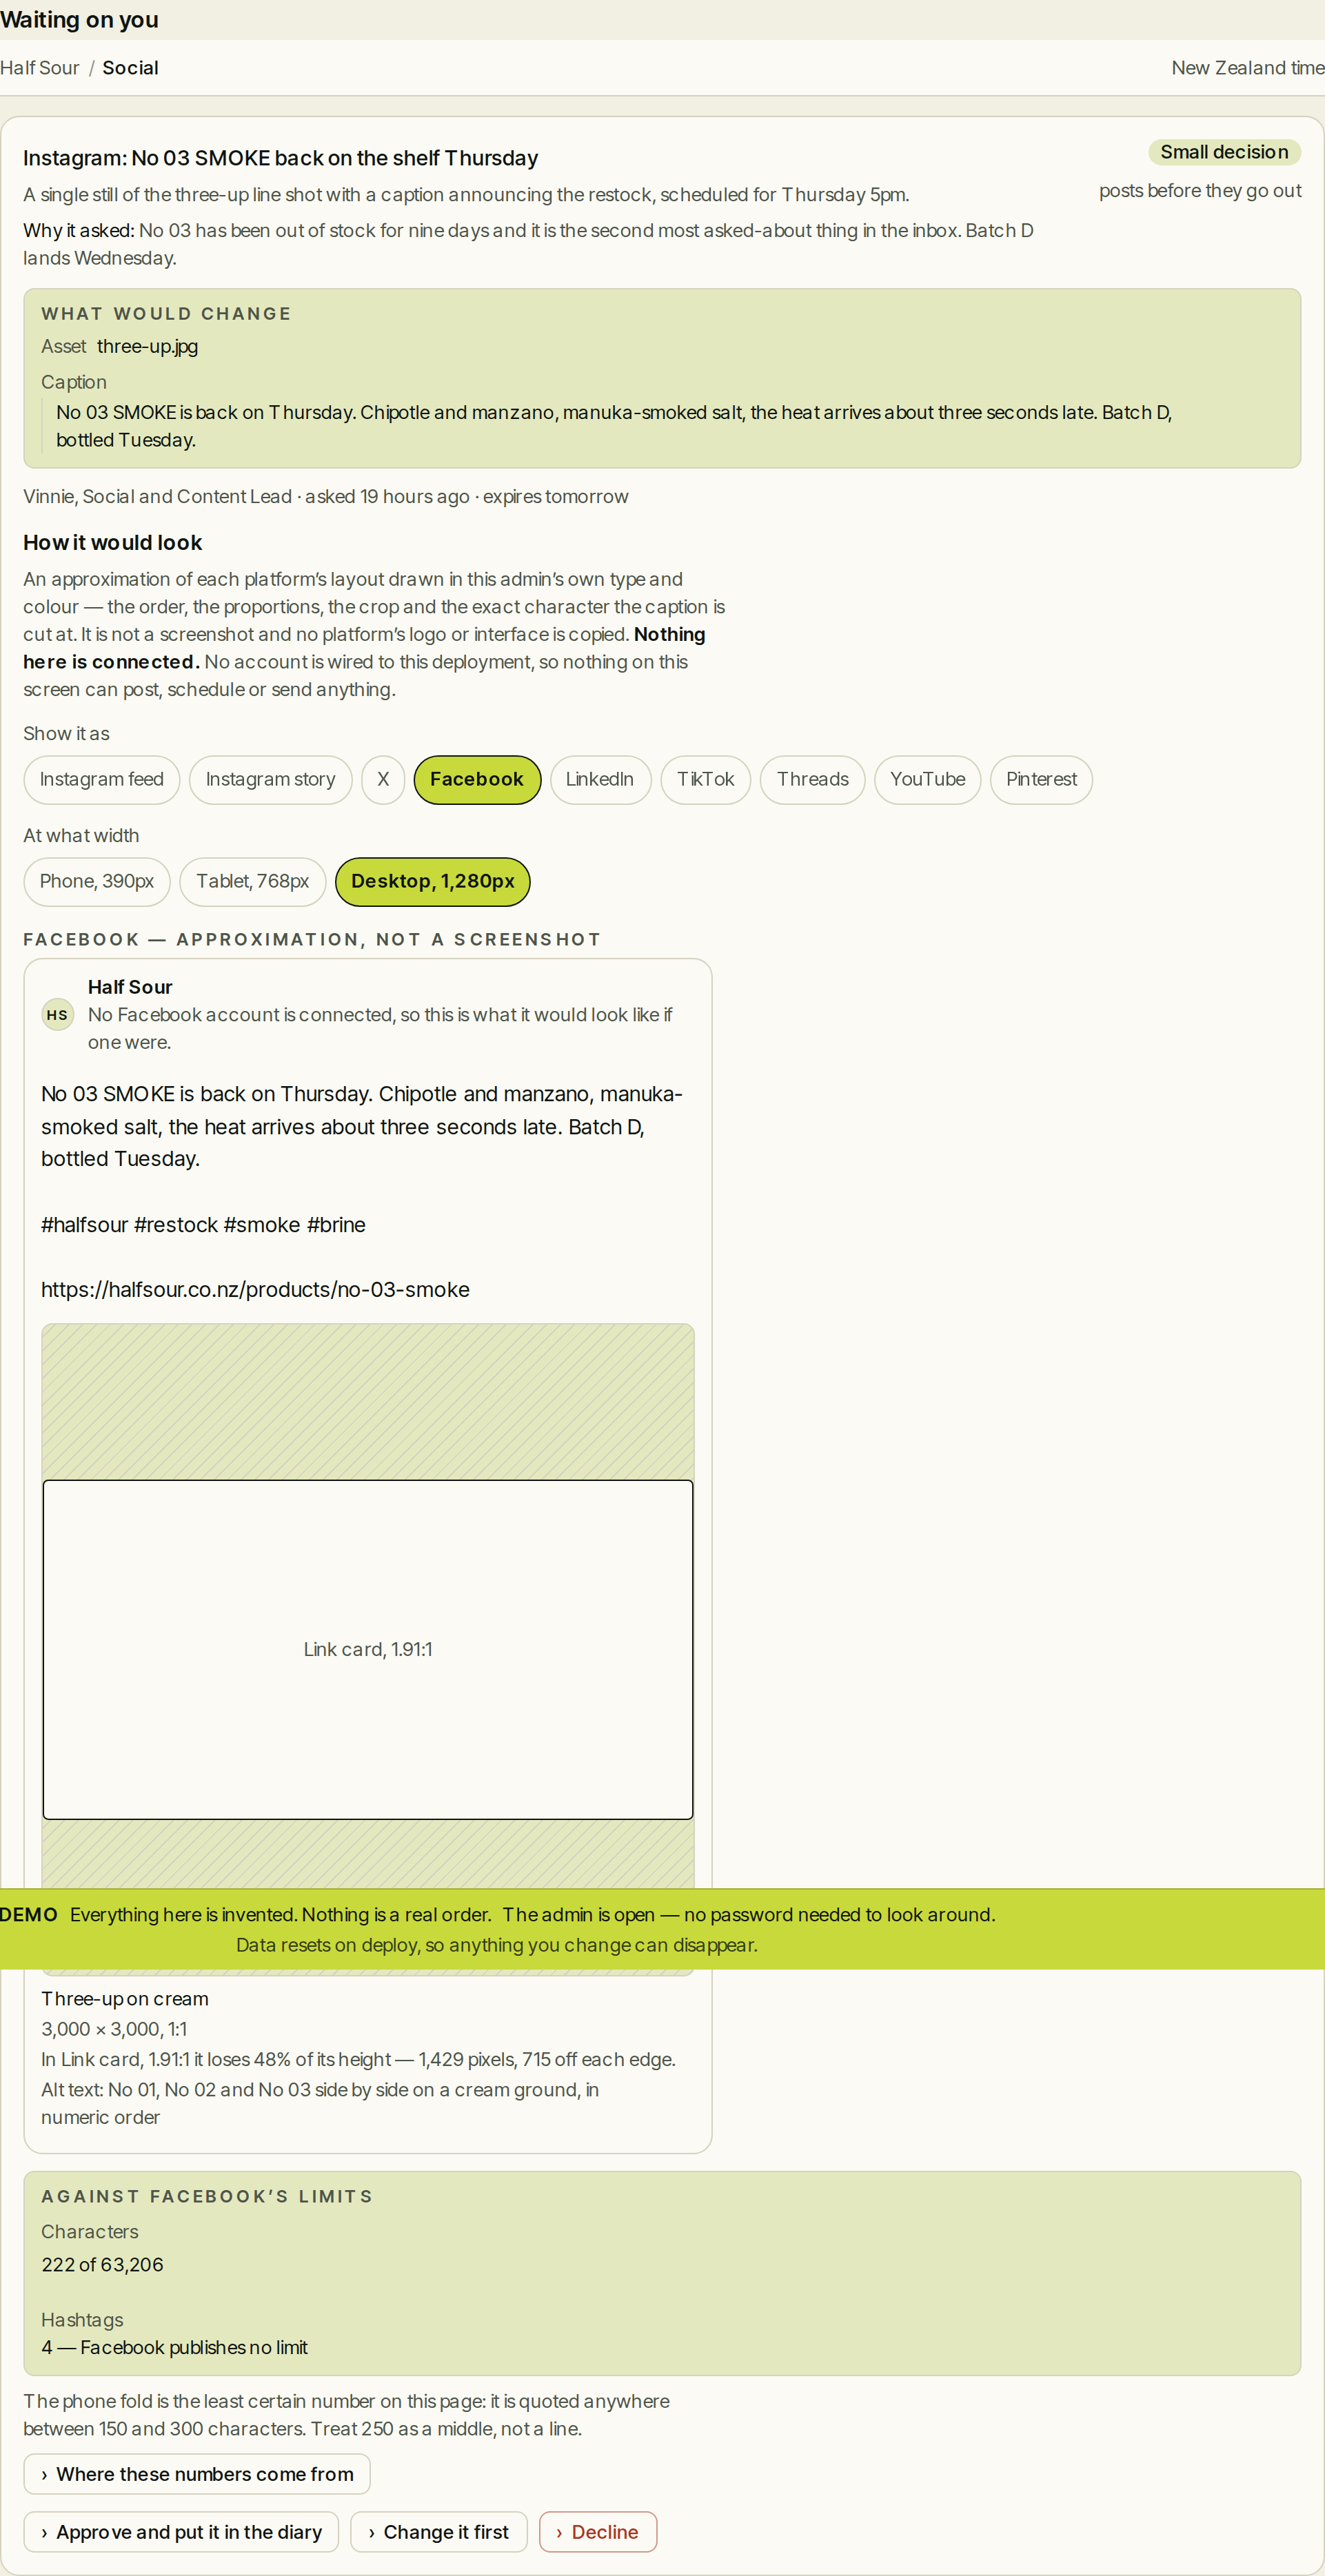 Waiting on you
Half Sour / Social
New Zealand time
Instagram: No 03 SMOKE back on the shelf Thursday
Small decision
A single still of the three-up line shot with a caption announcing the restock, scheduled for Thursday 5pm.
posts before they go out
Why it asked: No 03 has been out of stock for nine days and it is the second most asked-about thing in the inbox. Batch D
lands Wednesday.
WHAT WOULD CHANGE
Asset three-up.jpg
Caption
No 03 SMOKE is back on Thursday. Chipotle and manzano, manuka-smoked salt, the heat arrives about three seconds late. Batch D,
bottled Tuesday.
Vinnie, Social and Content Lead · asked 19 hours ago · expires tomorrow
How it would look
An approximation of each platform’s layout drawn in this admin’s own type and
colour — the order, the proportions, the crop and the exact character the caption is
cut at. It is not a screenshot and no platform’s logo or interface is copied. Nothing
here is connected. No account is wired to this deployment, so nothing on this
screen can post, schedule or send anything.
Show it as
Instagram feed Instagram story X Facebook LinkedIn TikTok Threads YouTube Pinterest
At what width
Phone, 390px Tablet, 768px Desktop, 1,280px
FACEBOOK — APPROXIMATION, NOT A SCREENSHOT
Half Sour
HS
No Facebook account is connected, so this is what it would look like if
one were.
No 03 SMOKE is back on Thursday. Chipotle and manzano, manuka-
smoked salt, the heat arrives about three seconds late. Batch D,
bottled Tuesday.
#halfsour #restock #smoke #brine
https://halfsour.co.nz/products/no-03-smoke
Link card, 1.91:1
DEMO Everything here is invented. Nothing is a real order. The admin is open — no password needed to look around.
Data resets on deploy, so anything you change can disappear.
Three-up on cream
3,000 × 3,000, 1:1
In Link card, 1.91:1 it loses 48% of its height — 1,429 pixels, 715 off each edge.
Alt text: No 01, No 02 and No 03 side by side on a cream ground, in
numeric order
AGAINST FACEBOOK’S LIMITS
Characters
222 of 63,206
Hashtags
4 — Facebook publishes no limit
The phone fold is the least certain number on this page: it is quoted anywhere
between 150 and 300 characters. Treat 250 as a middle, not a line.
› Where these numbers come from
› Approve and put it in the diary › Change it first › Decline